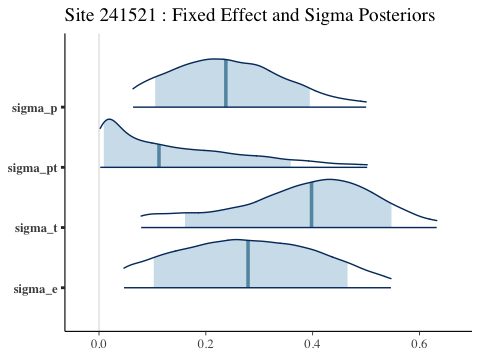 Site 241521 : Fixed Effect and Sigma Posteriors
sigma_p
sigma_pt
sigma_t
sigma_e
0.0 0.2 0.4 0.6